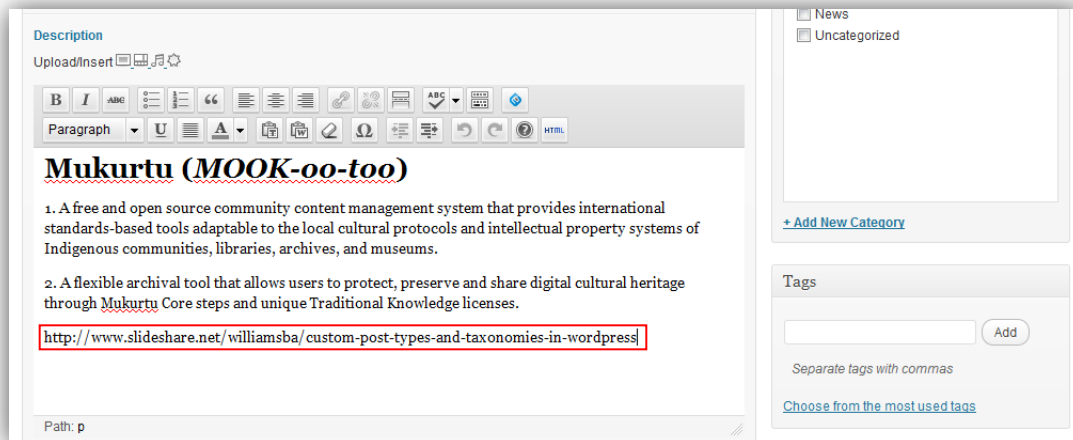 Description
Upload/Insert
B I ABC ABC
Paragraph U A T W Ω HTML
Mukurtu (MOOK-oo-too)
1. A free and open source community content management system that provides international
standards-based tools adaptable to the local cultural protocols and intellectual property systems of
Indigenous communities, libraries, archives, and museums.
2. A flexible archival tool that allows users to protect, preserve and share digital cultural heritage
through Mukurtu Core steps and unique Traditional Knowledge licenses.
http://www.slideshare.net/williamsba/custom-post-types-and-taxonomies-in-wordpress
Path: p
News
Uncategorized
+ Add New Category
Tags
Add
Separate tags with commas
Choose from the most used tags